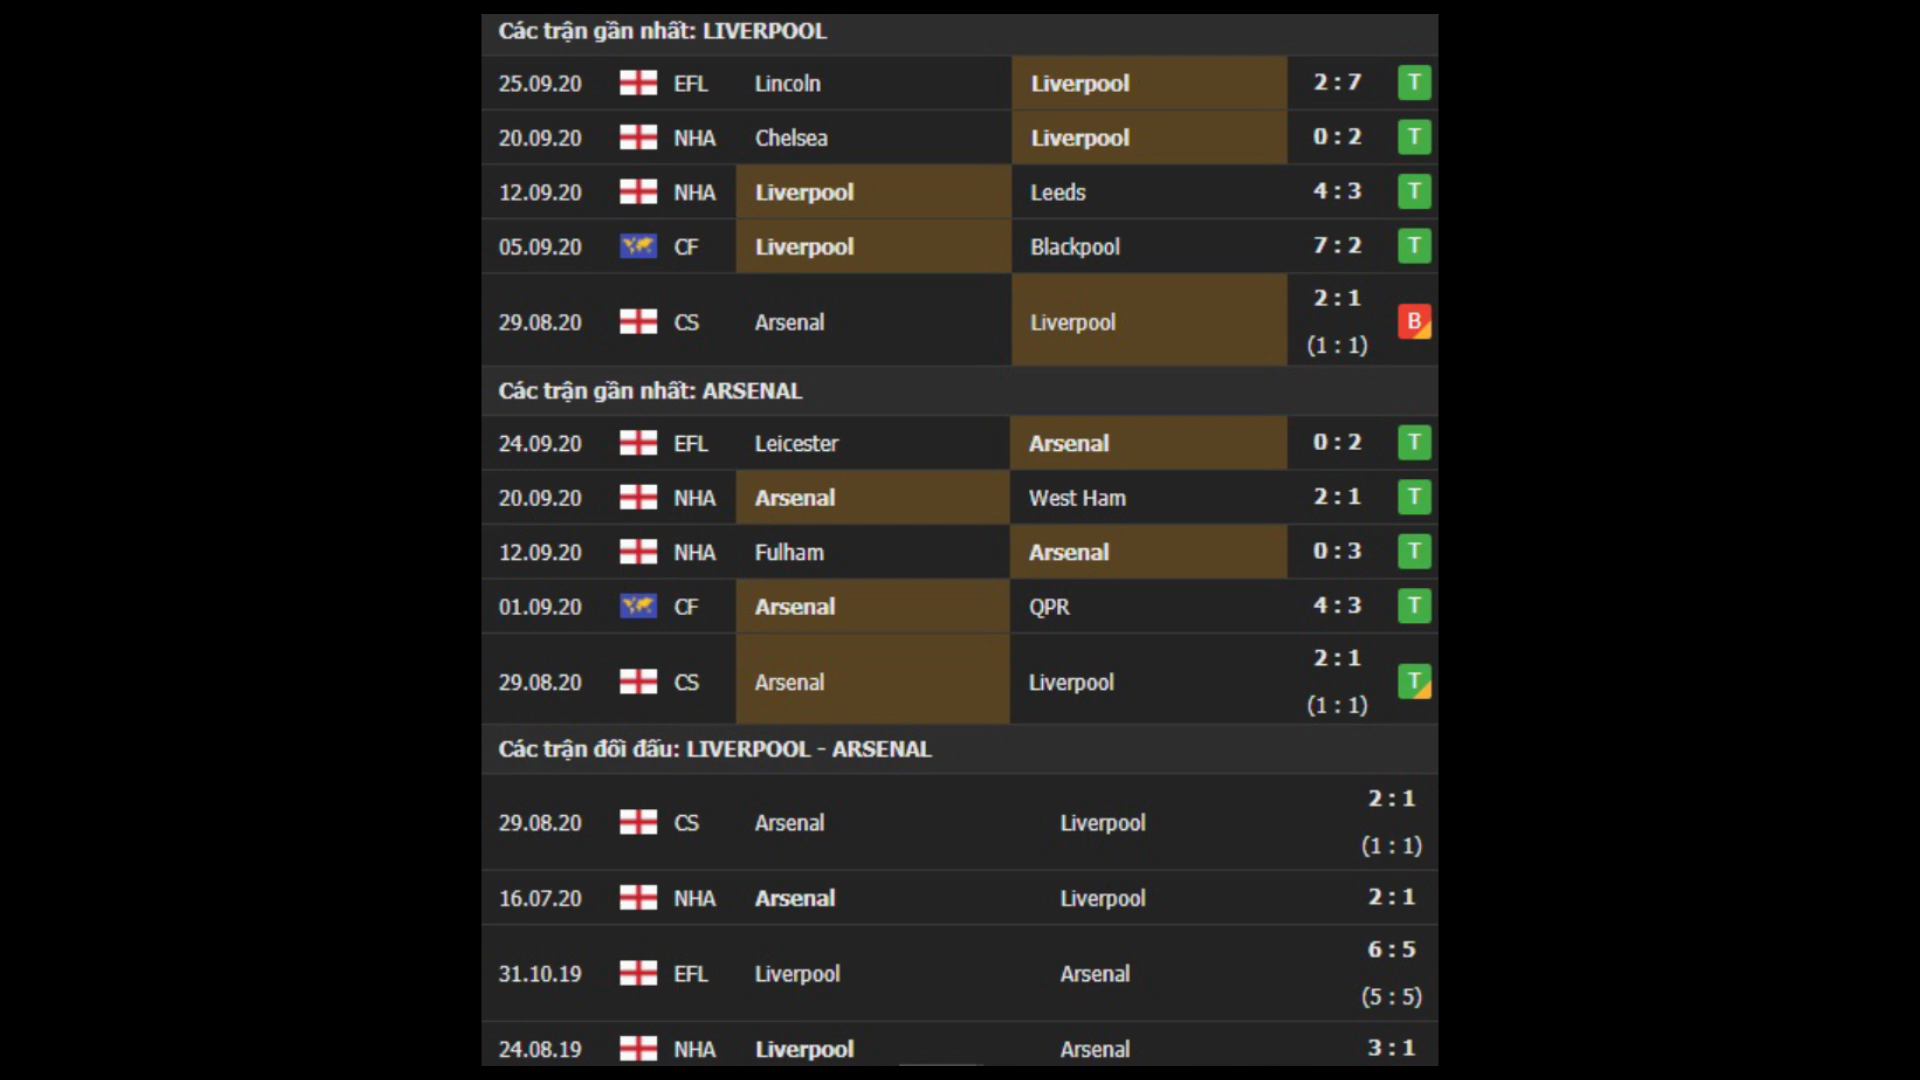 Các trận gần nhất: LIVERPOOL
25.09.20 EFL Lincoln Liverpool 2 : 7 T
20.09.20 NHA Chelsea Liverpool 0 : 2 T
12.09.20 NHA Liverpool Leeds 4 : 3 T
05.09.20 CF Liverpool Blackpool 7 : 2 T
29.08.20 CS Arsenal Liverpool 2 : 1 (1 : 1) B
Các trận gần nhất: ARSENAL
24.09.20 EFL Leicester Arsenal 0 : 2 T
20.09.20 NHA Arsenal West Ham 2 : 1 T
12.09.20 NHA Fulham Arsenal 0 : 3 T
01.09.20 CF Arsenal QPR 4 : 3 T
29.08.20 CS Arsenal Liverpool 2 : 1 (1 : 1) T
Các trận đối đấu: LIVERPOOL - ARSENAL
29.08.20 CS Arsenal Liverpool 2 : 1 (1 : 1)
16.07.20 NHA Arsenal Liverpool 2 : 1
31.10.19 EFL Liverpool Arsenal 6 : 5 (5 : 5)
24.08.19 NHA Liverpool Arsenal 3 : 1